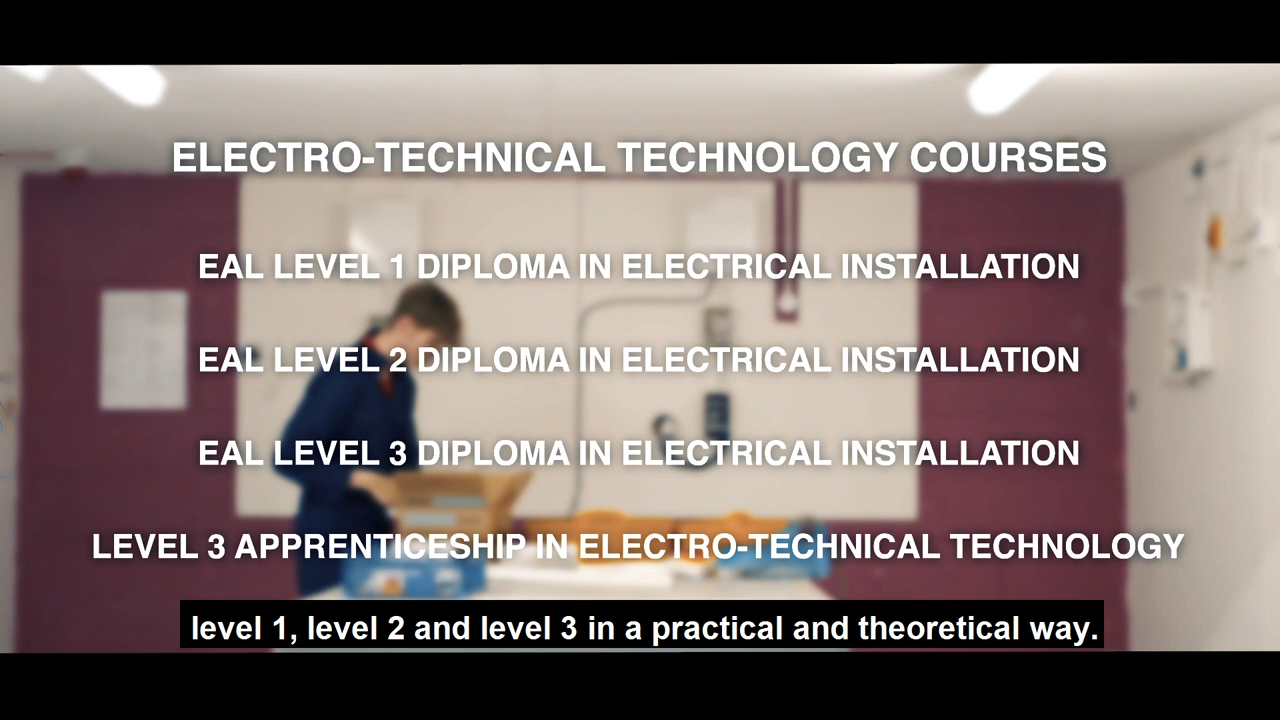 ELECTRO-TECHNICAL TECHNOLOGY COURSES
EAL LEVEL 1 DIPLOMA IN ELECTRICAL INSTALLATION
EAL LEVEL 2 DIPLOMA IN ELECTRICAL INSTALLATION
EAL LEVEL 3 DIPLOMA IN ELECTRICAL INSTALLATION
LEVEL 3 APPRENTICESHIP IN ELECTRO-TECHNICAL TECHNOLOGY
level 1, level 2 and level 3 in a practical and theoretical way.